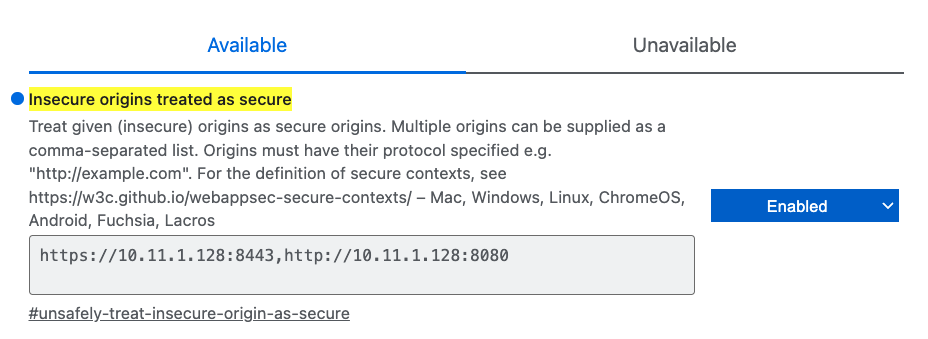 Available
Unavailable
Insecure origins treated as secure
Treat given (insecure) origins as secure origins. Multiple origins can be supplied as a
comma-separated list. Origins must have their protocol specified e.g.
"http://example.com". For the definition of secure contexts, see
https://w3c.github.io/webappsec-secure-contexts/ – Mac, Windows, Linux, ChromeOS,
Android, Fuchsia, Lacros
Enabled
https://10.11.1.128:8443,http://10.11.1.128:8080
#unsafely-treat-insecure-origin-as-secure